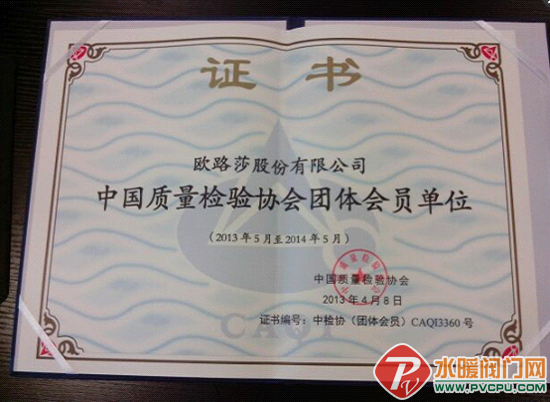 证书
欧路莎股份有限公司
中国质量检验协会团体会员单位
(2013年5月至2014年5月)
中国质量检验协会
2013年4月8日
证书编号：中检协（团体会员）CAQI3360号
CAQI
水暖阀门网
WWW.PVCPU.COM